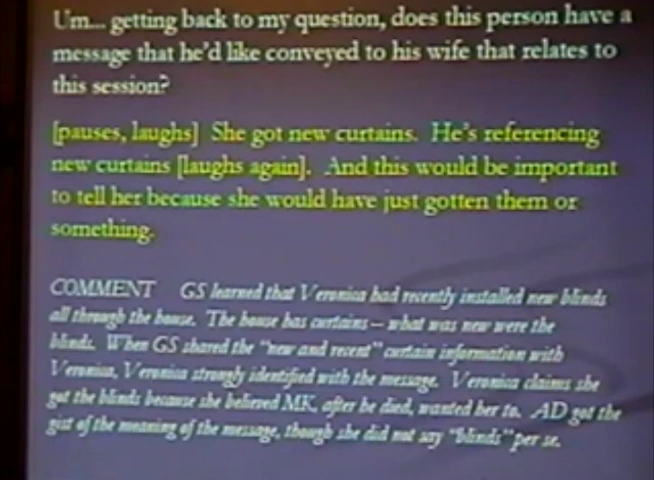 Um... getting back to my question, does this person have a
message that he'd like conveyed to his wife that relates to
this session?
[pauses, laughs] She got new curtains. He's referencing
new curtains [laughs again]. And this would be important
to tell her because she would have just gotten them or
something.
COMMENT GS learned that Veronica had recently installed new blinds
all through the house. The house has curtains – what was new were the
blinds. When GS shared the "new and recent" curtain information with
Veronica, Veronica strongly identified with the message. Veronica claims she
got the blinds because she believed MK, after he died, wanted her to. AD got the
gist of the meaning of the message, though she did not say "blinds" per se.